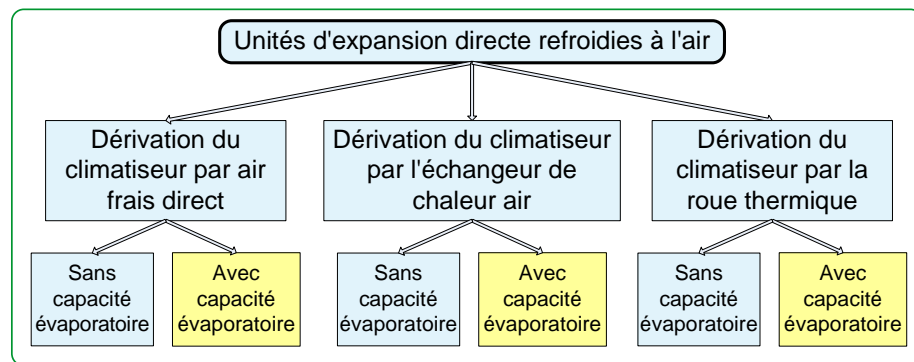 Unités d'expansion directe refroidies à l'air
Dérivation du
climatiseur par air
frais direct
Dérivation du climatiseur
par l'échangeur de
chaleur air
Dérivation du
climatiseur par la
roue thermique
Sans
capacité
évaporatoire
Avec
capacité
évaporatoire
Sans
capacité
évaporatoire
Avec
capacité
évaporatoire
Sans
capacité
évaporatoire
Avec
capacité
évaporatoire